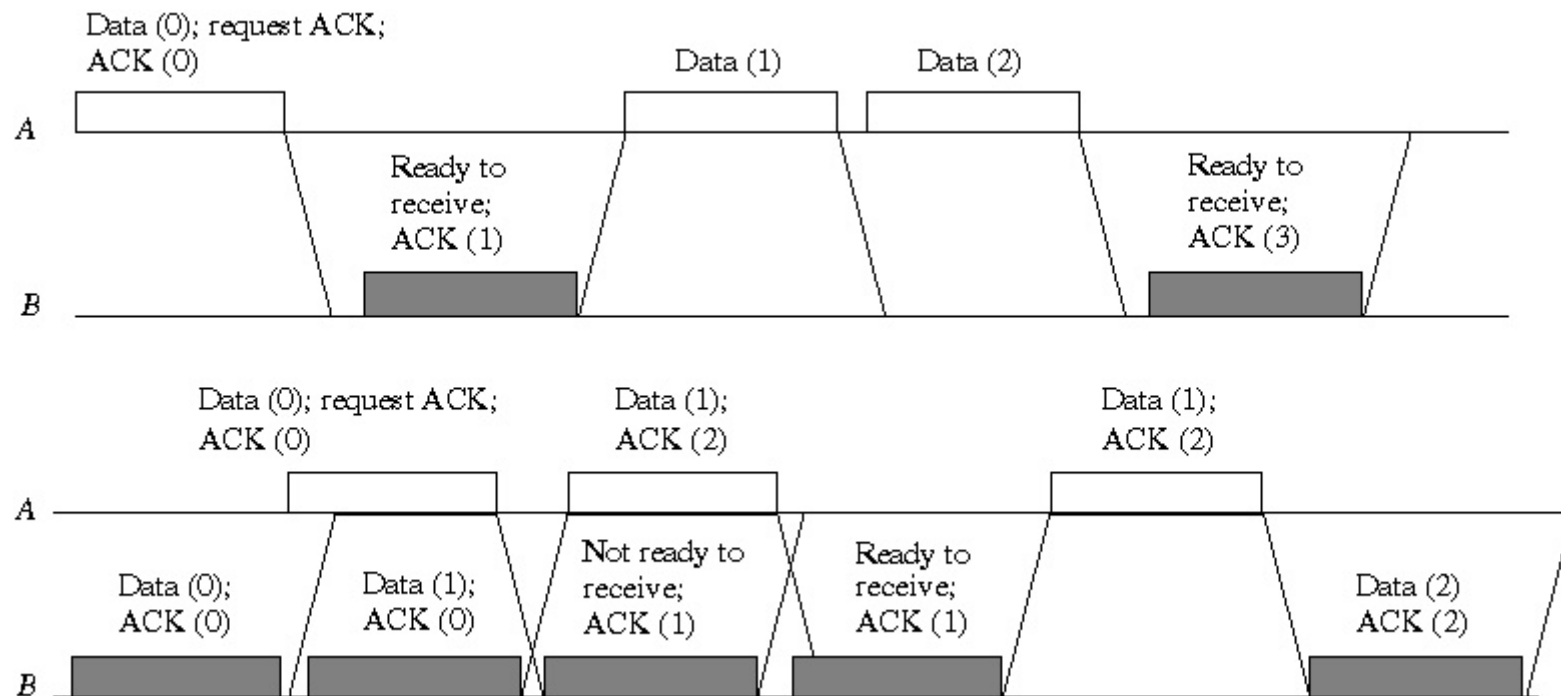 Data (0); request ACK;
ACK (0)
Data (1)
Data (2)
A
Ready to
receive;
ACK (1)
Ready to
receive;
ACK (3)
B
Data (0); request ACK;
ACK (0)
Data (1);
ACK (2)
Data (1);
ACK (2)
A
Data (0);
ACK (0)
Data (1);
ACK (0)
Not ready to
receive;
ACK (1)
Ready to
receive;
ACK (1)
Data (2)
ACK (2)
B